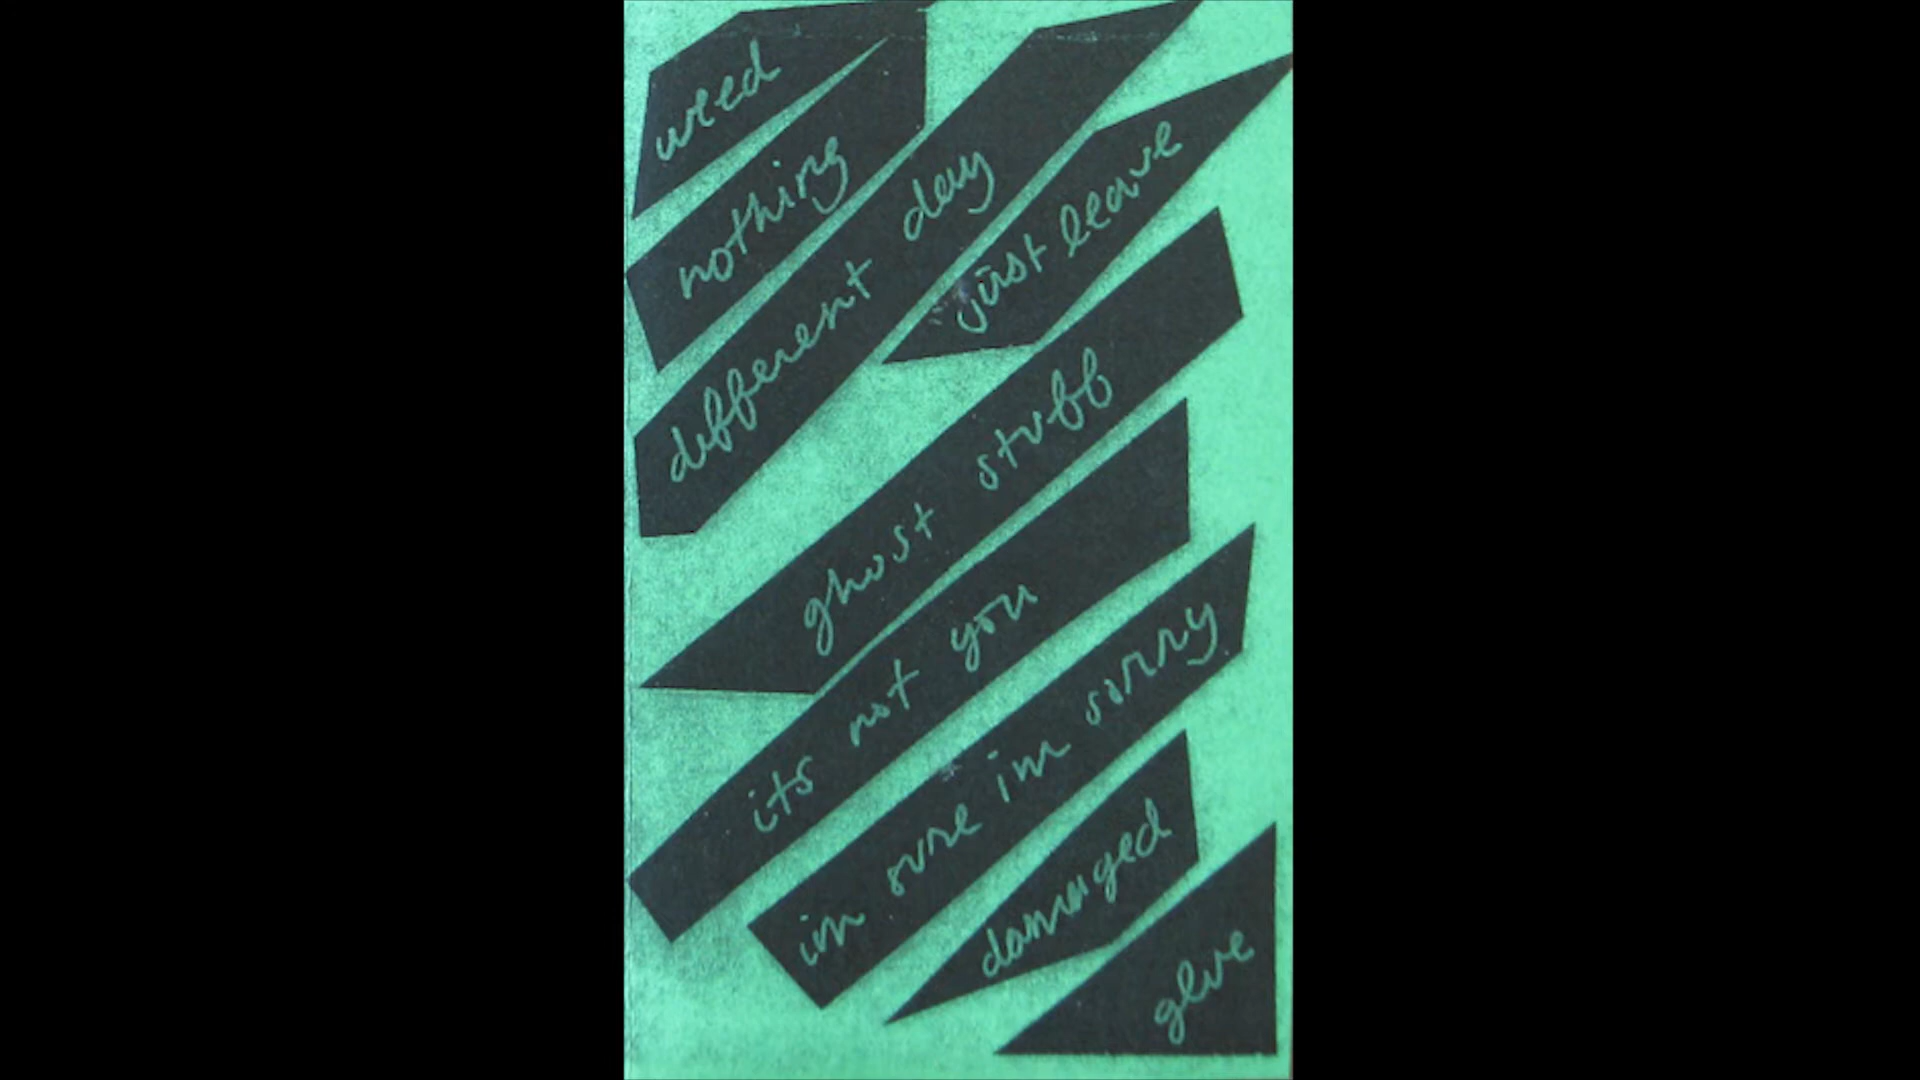 weed
nothing
different day
just leave
ghost stuff
its not you
im sure im sorry
damaged
glue